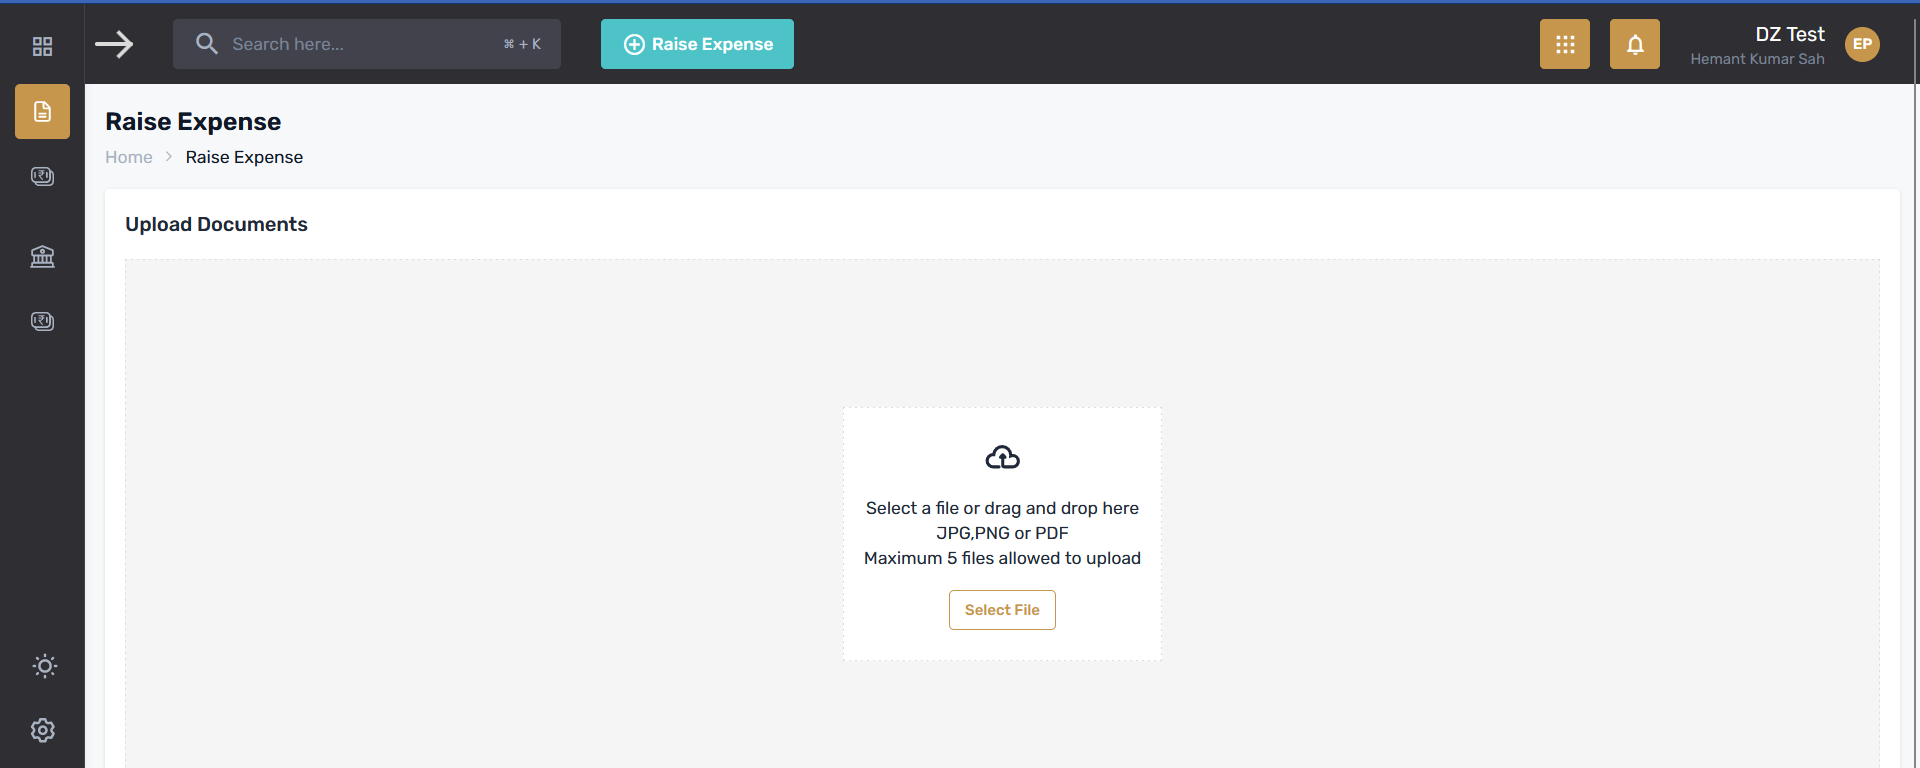 Search here...
⌘ + K
Raise Expense
DZ Test
Hemant Kumar Sah
EP
Raise Expense
Home > Raise Expense
Upload Documents
Select a file or drag and drop here
JPG,PNG or PDF
Maximum 5 files allowed to upload
Select File